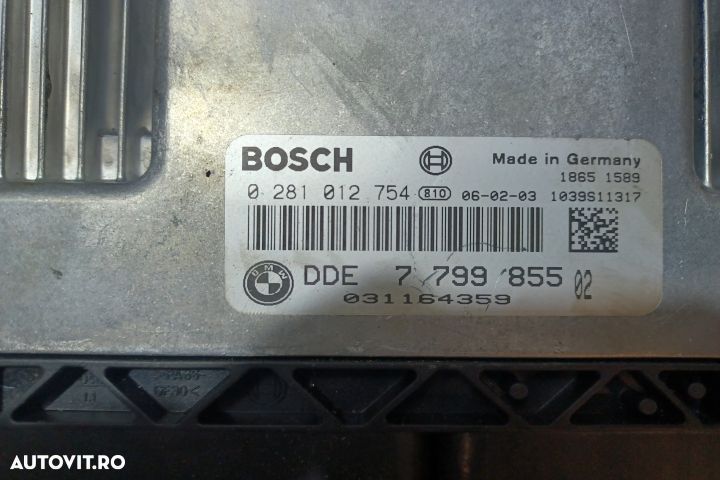 BOSCH Made in Germany
1865 1589
0 281 012 754 810 06-02-03 1039S11317
BMW DDE 7 799 855 02
031164359
AUTOVIT.RO